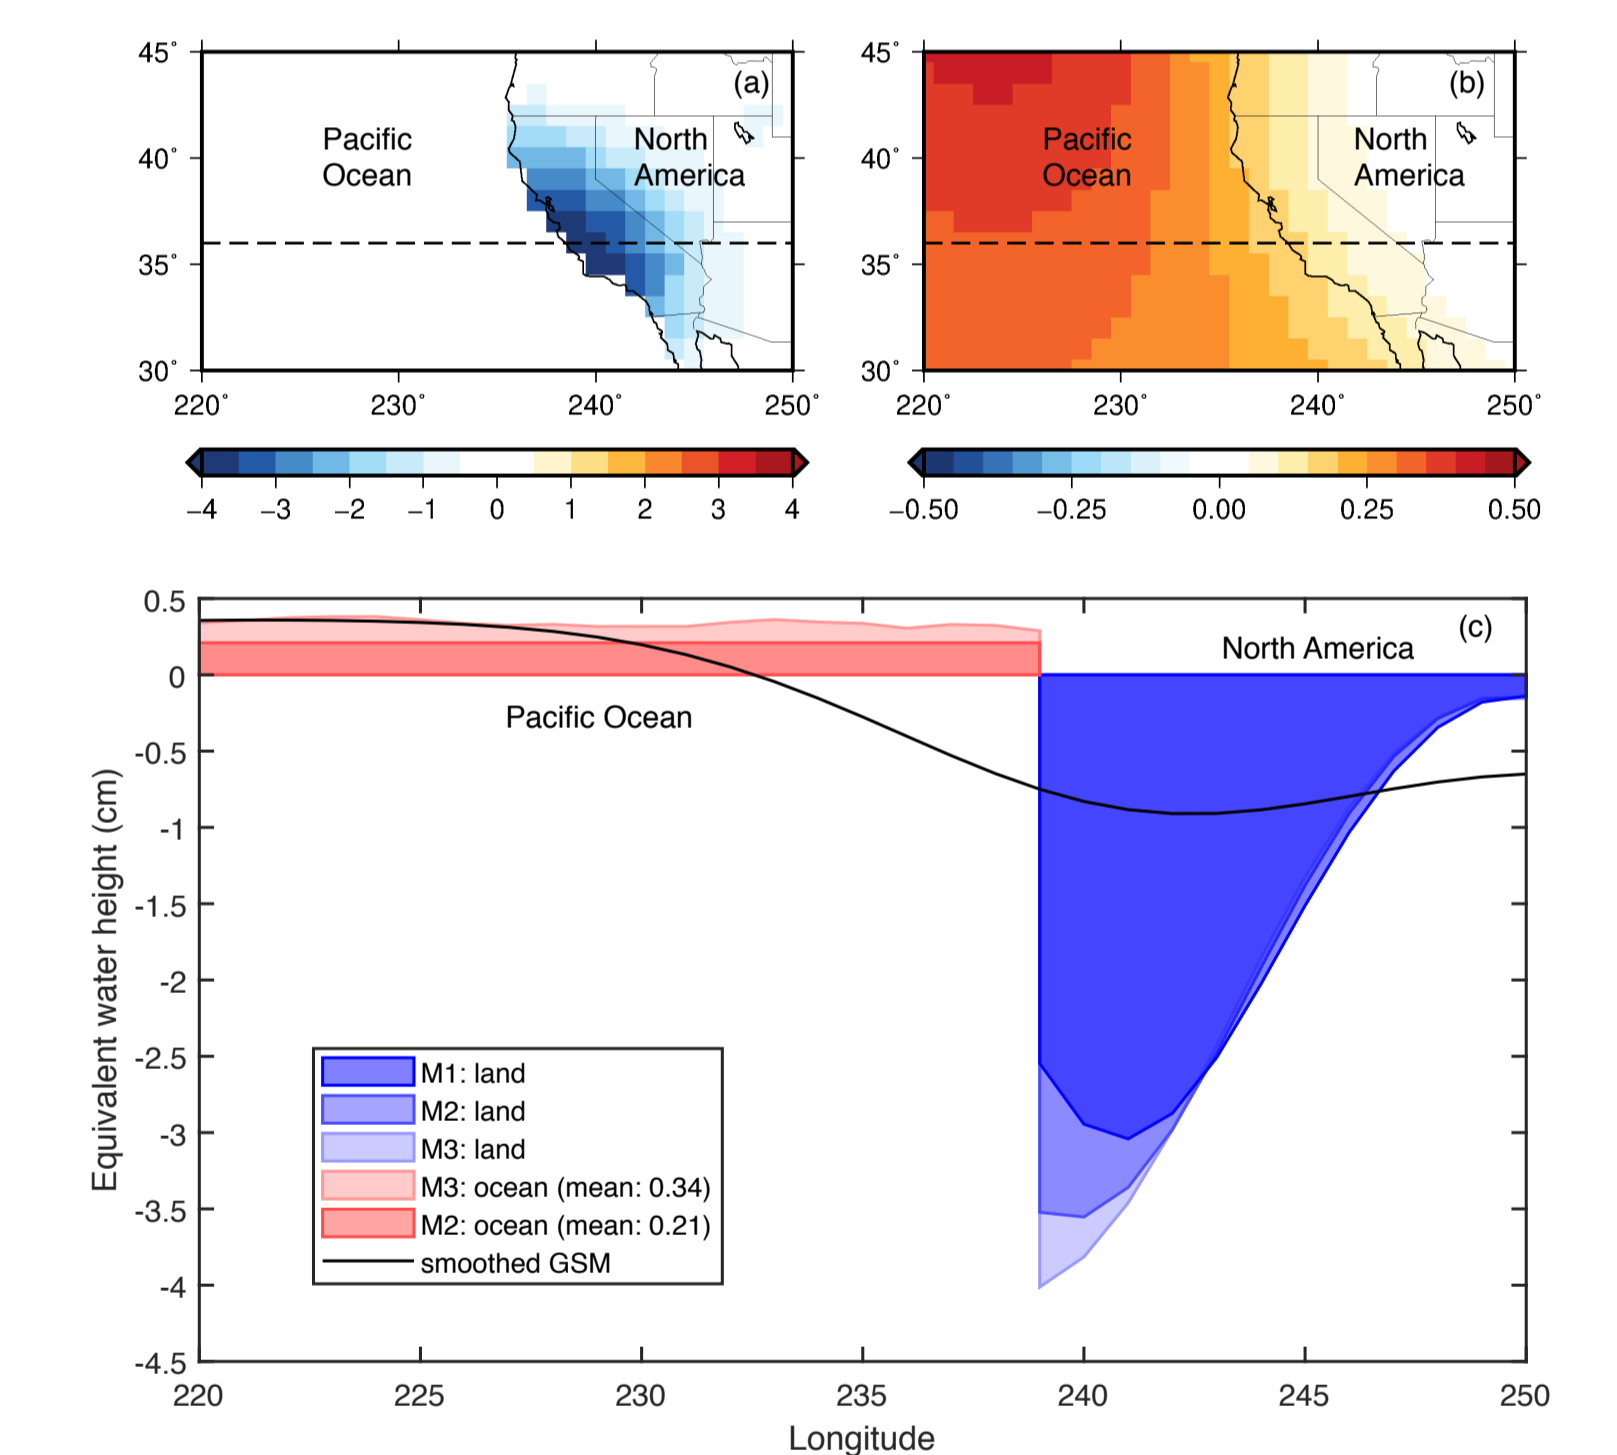 45°
40°
35°
30°
(a)
Pacific
Ocean
North
America
220°
230°
240°
250°
−4
−3
−2
−1
0
1
2
3
4
45°
40°
35°
30°
(b)
Pacific
Ocean
North
America
220°
230°
240°
250°
−0.50
−0.25
0.00
0.25
0.50
0.5
0
-0.5
-1
-1.5
-2
-2.5
-3
-3.5
-4
-4.5
Equivalent water height (cm)
(c)
North America
Pacific Ocean
M1: land
M2: land
M3: land
M3: ocean (mean: 0.34)
M2: ocean (mean: 0.21)
smoothed GSM
220
225
230
235
240
245
250
Longitude